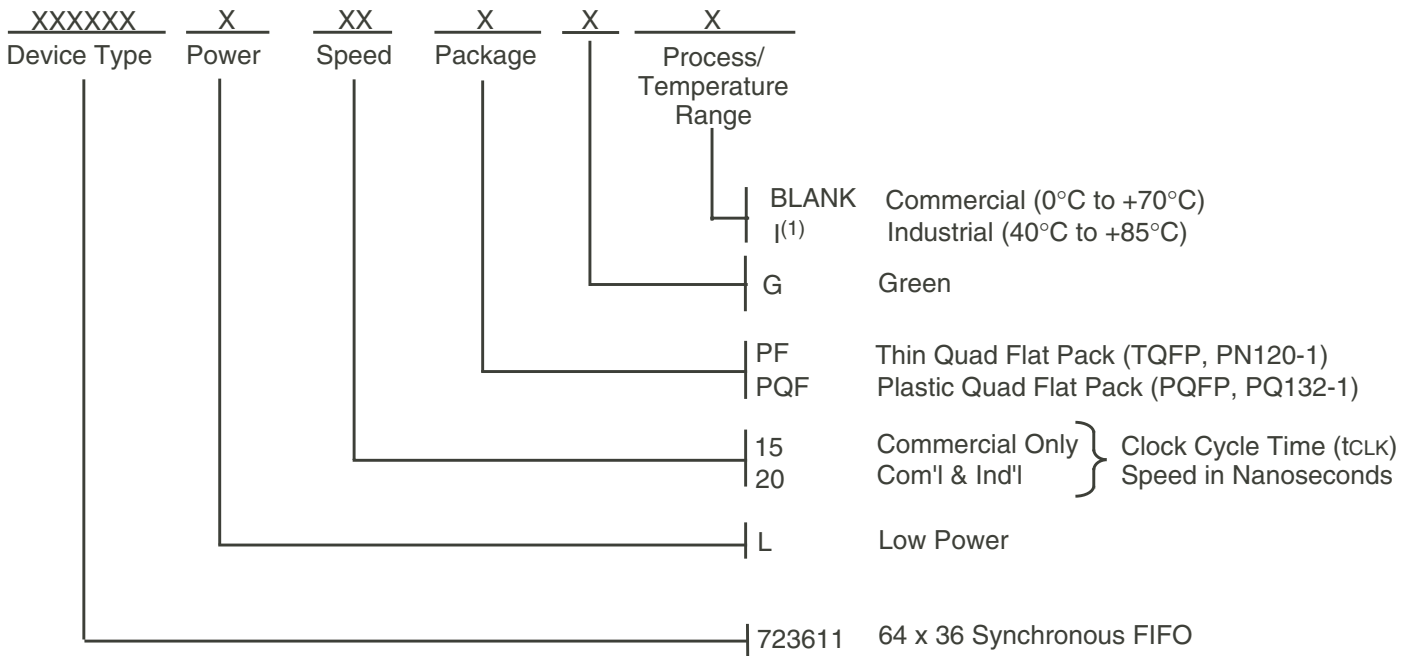 XXXXXX X XX X X X
Device Type Power Speed Package Process/
Temperature
Range
BLANK Commercial (0°C to +70°C)
I(1) Industrial (40°C to +85°C)
G Green
PF Thin Quad Flat Pack (TQFP, PN120-1)
PQF Plastic Quad Flat Pack (PQFP, PQ132-1)
15 Commercial Only Clock Cycle Time (tCLK)
20 Com'l & Ind'l Speed in Nanoseconds
L Low Power
723611 64 x 36 Synchronous FIFO